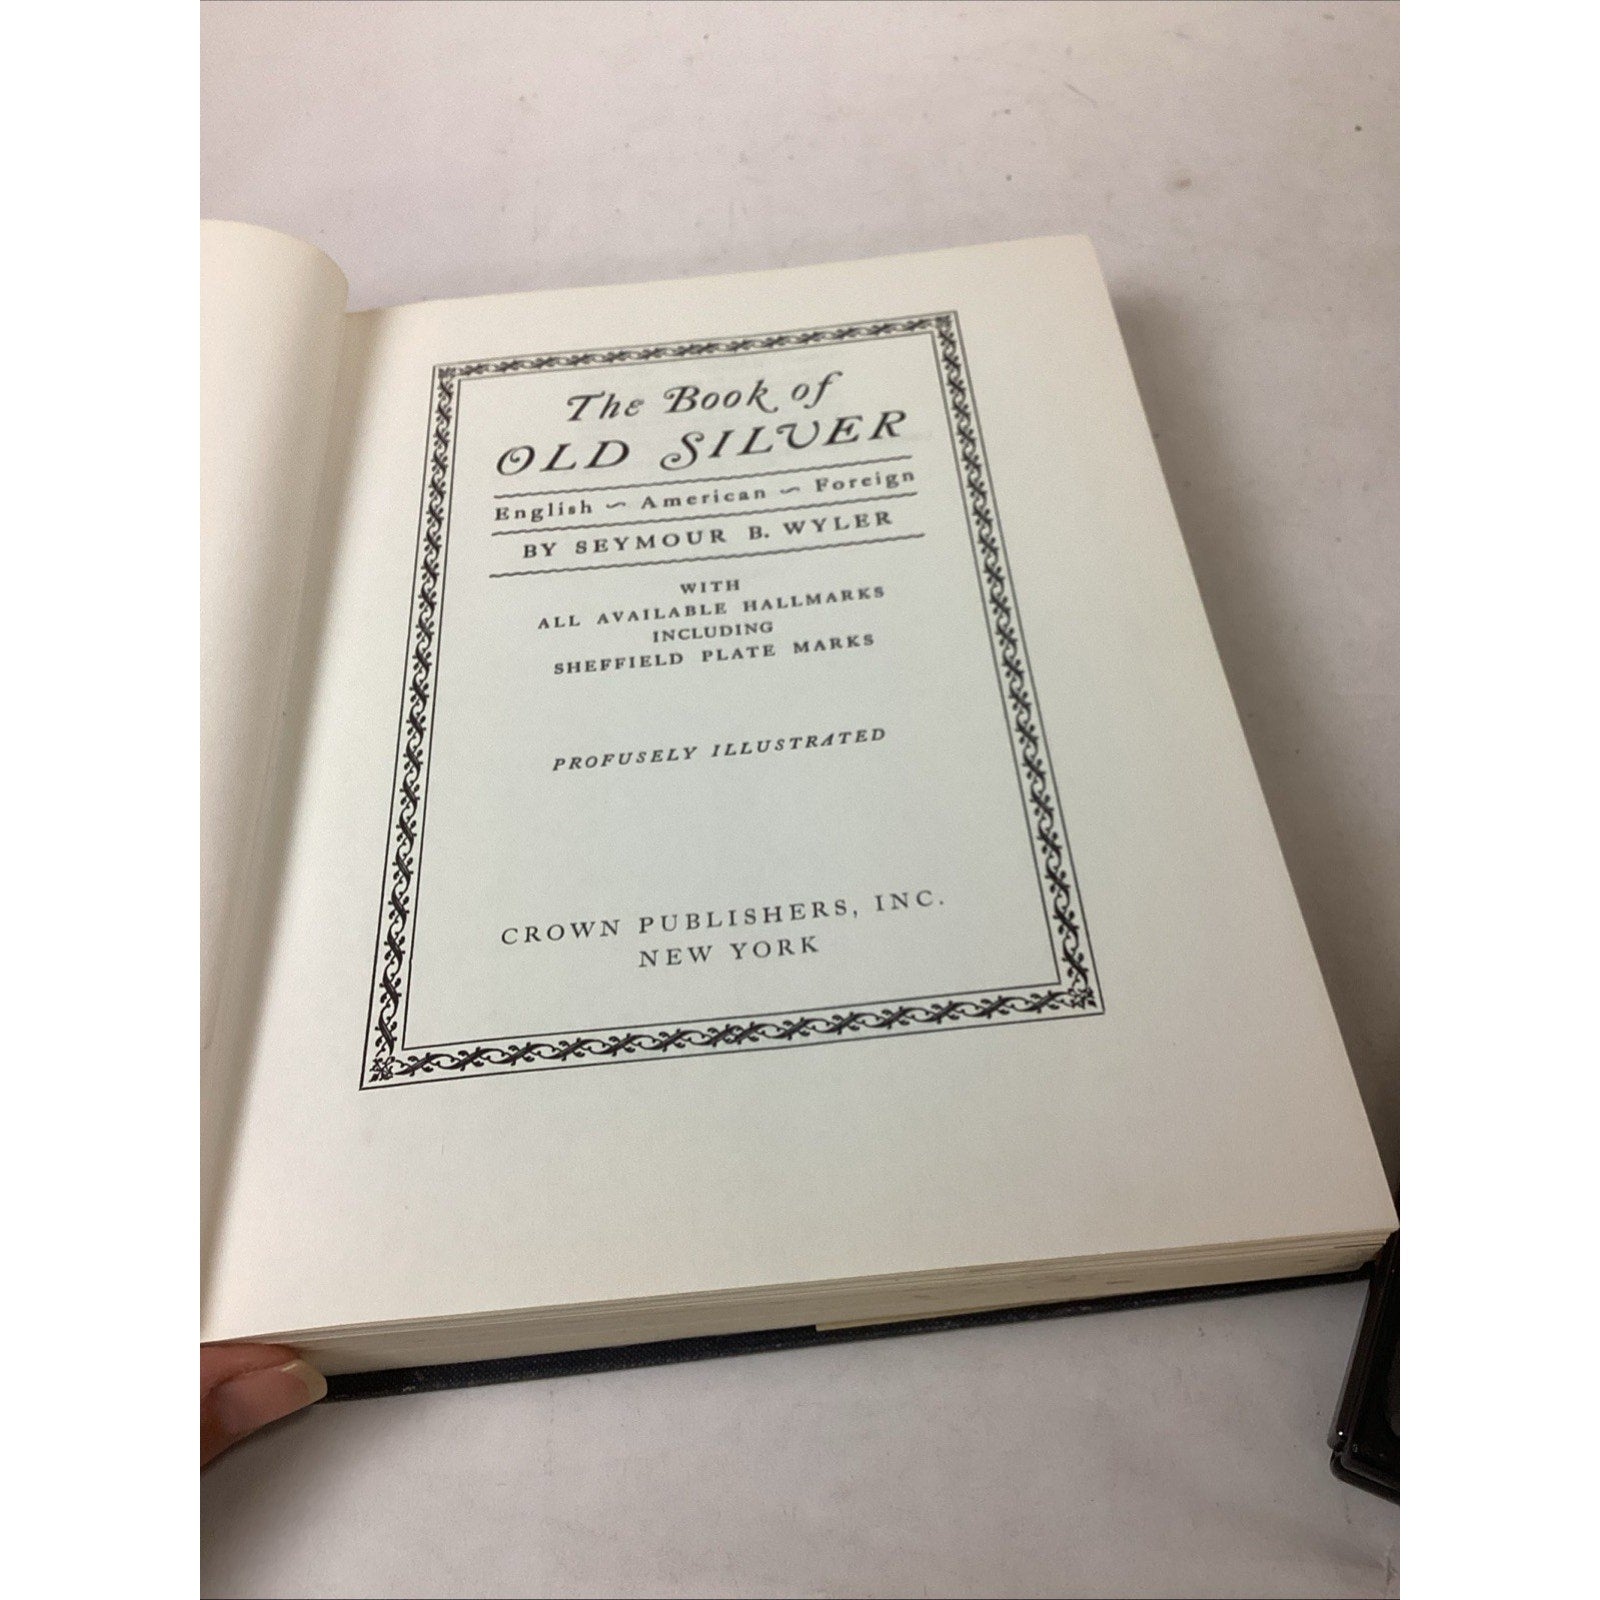 The Book of
OLD SILVER
English ~ American ~ Foreign
BY SEYMOUR B. WYLER
WITH
ALL AVAILABLE HALLMARKS
INCLUDING
SHEFFIELD PLATE MARKS
PROFUSELY ILLUSTRATED
CROWN PUBLISHERS, INC.
NEW YORK